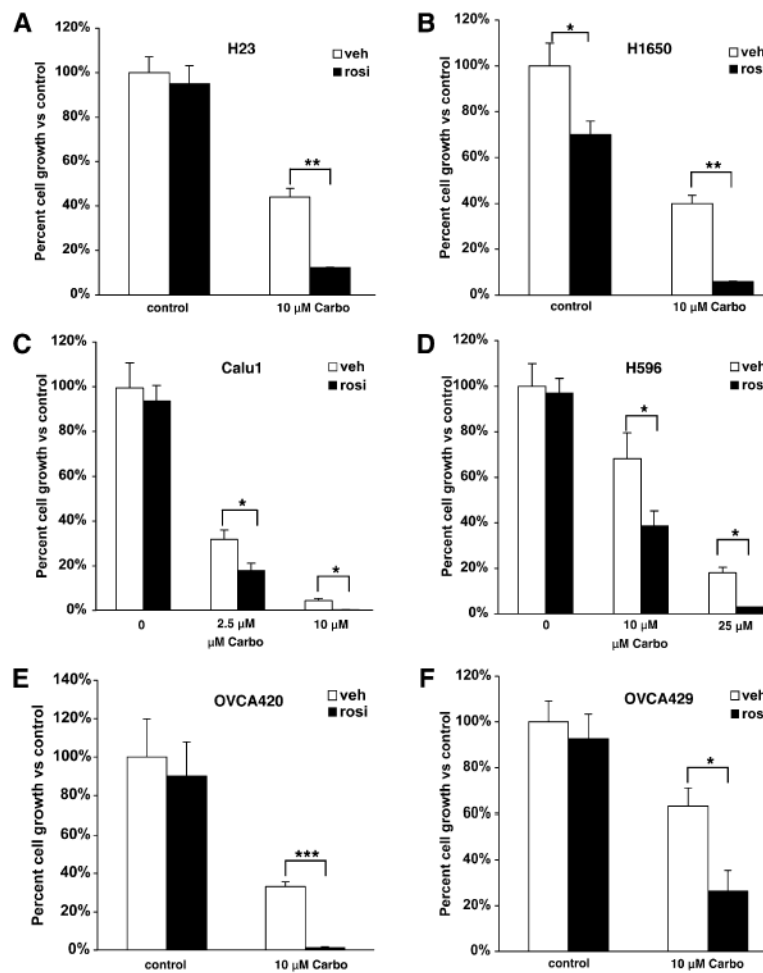 A
H23
veh
rosi
Percent cell growth vs control
120%
100%
80%
60%
40%
20%
0%
**
control
10 μM Carbo
B
H1650
veh
rosi
Percent cell growth vs control
120%
100%
80%
60%
40%
20%
0%
*
**
control
10 μM Carbo
C
Calu1
veh
rosi
Percent cell growth vs control
120%
100%
80%
60%
40%
20%
0%
*
*
0
2.5 μM
10 μM
μM Carbo
D
H596
veh
rosi
Percent cell growth vs control
120%
100%
80%
60%
40%
20%
0%
*
*
0
10 μM
25 μM
μM Carbo
E
OVCA420
veh
rosi
Percent cell growth vs control
140%
120%
100%
80%
60%
40%
20%
0%
***
control
10 μM Carbo
F
OVCA429
veh
rosi
Percent cell growth vs control
120%
100%
80%
60%
40%
20%
0%
*
control
10 μM Carbo